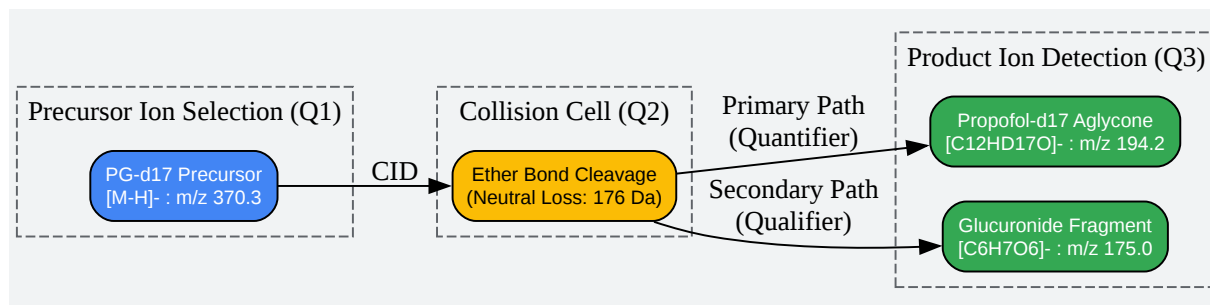 Precursor Ion Selection (Q1)
PG-d17 Precursor
[M-H]- : m/z 370.3
CID
Collision Cell (Q2)
Ether Bond Cleavage
(Neutral Loss: 176 Da)
Primary Path
(Quantifier)
Secondary Path
(Qualifier)
Product Ion Detection (Q3)
Propofol-d17 Aglycone
[C12HD17O]- : m/z 194.2
Glucuronide Fragment
[C6H7O6]- : m/z 175.0